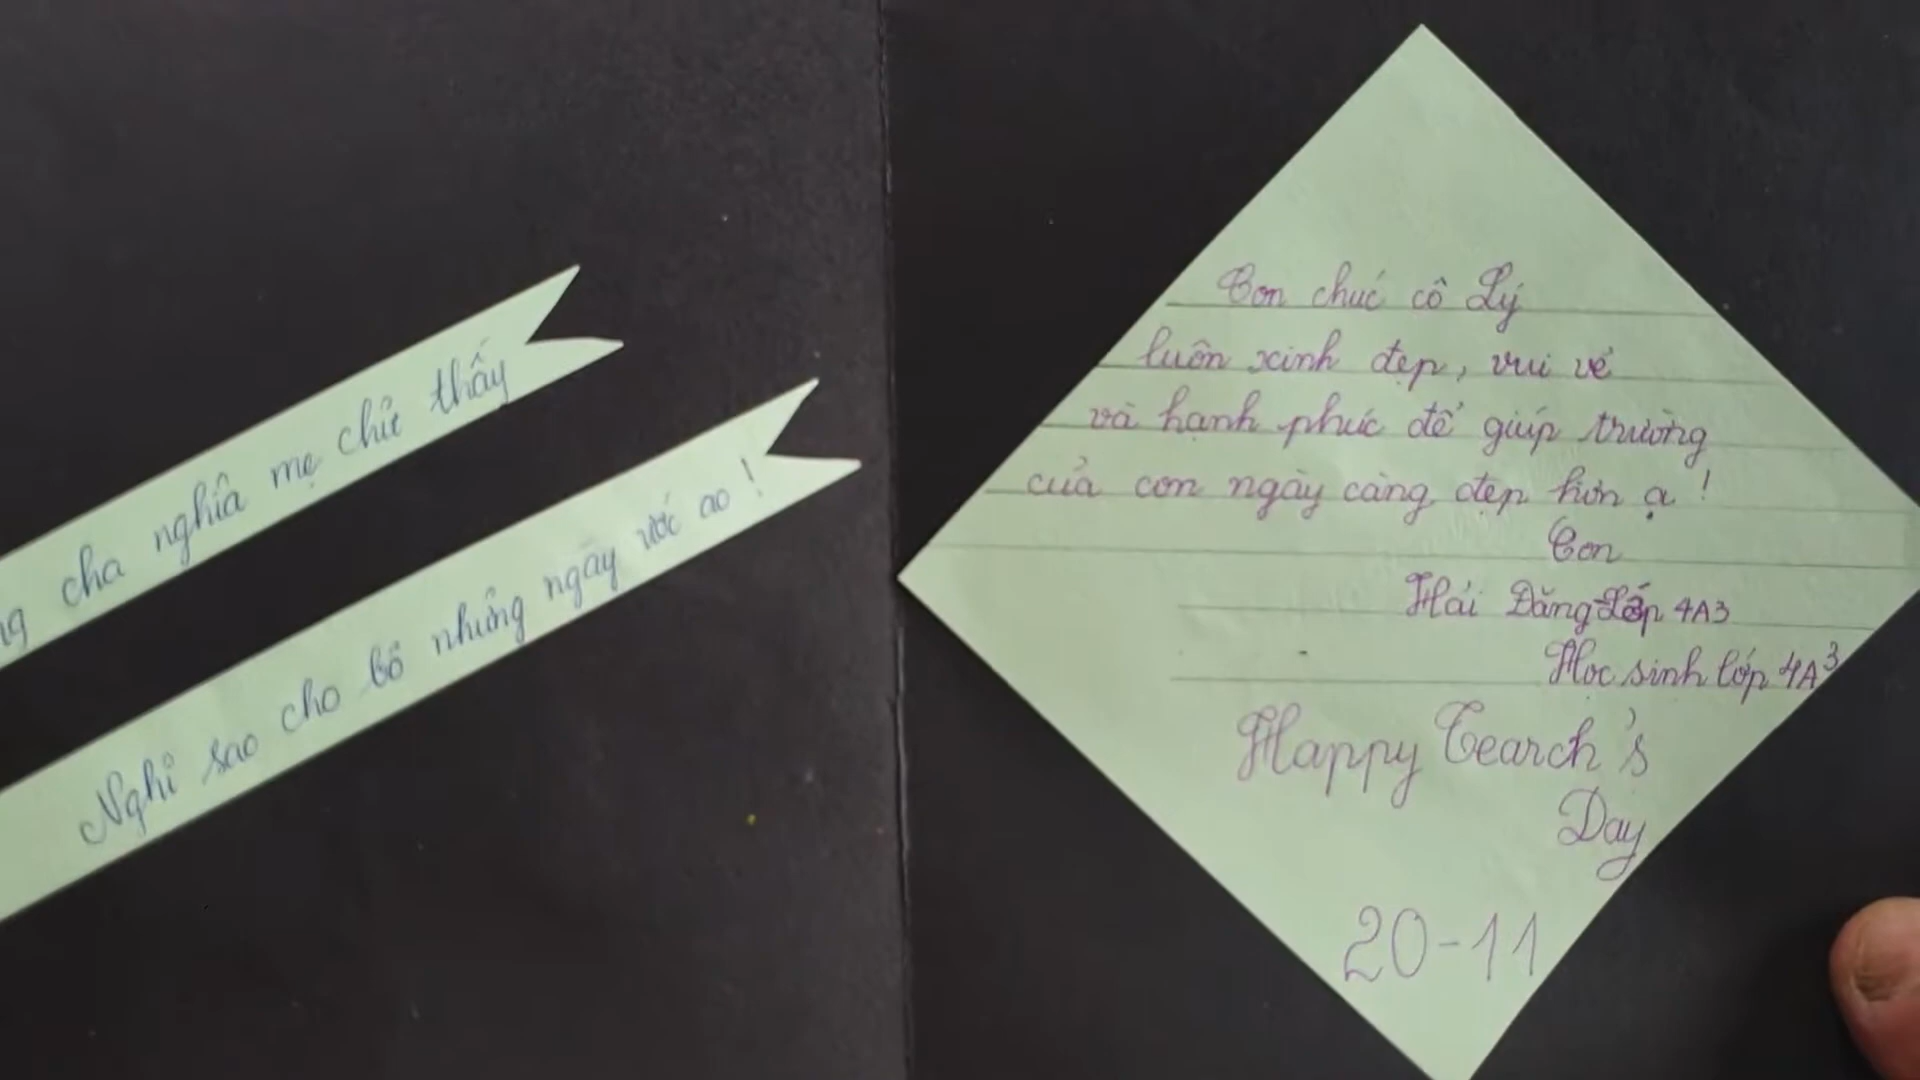 cha nghĩa mẹ chữ thầy
Nghĩ sao cho bõ những ngày ước ao !
Con chúc cô Lý
luôn xinh đẹp, vui vẻ
và hạnh phúc để giúp trường
của con ngày càng đẹp hơn ạ !
Con
Hải Đăng-Lớp 4A3
Học sinh lớp 4A3
Happy Tearch's
Day
20-11